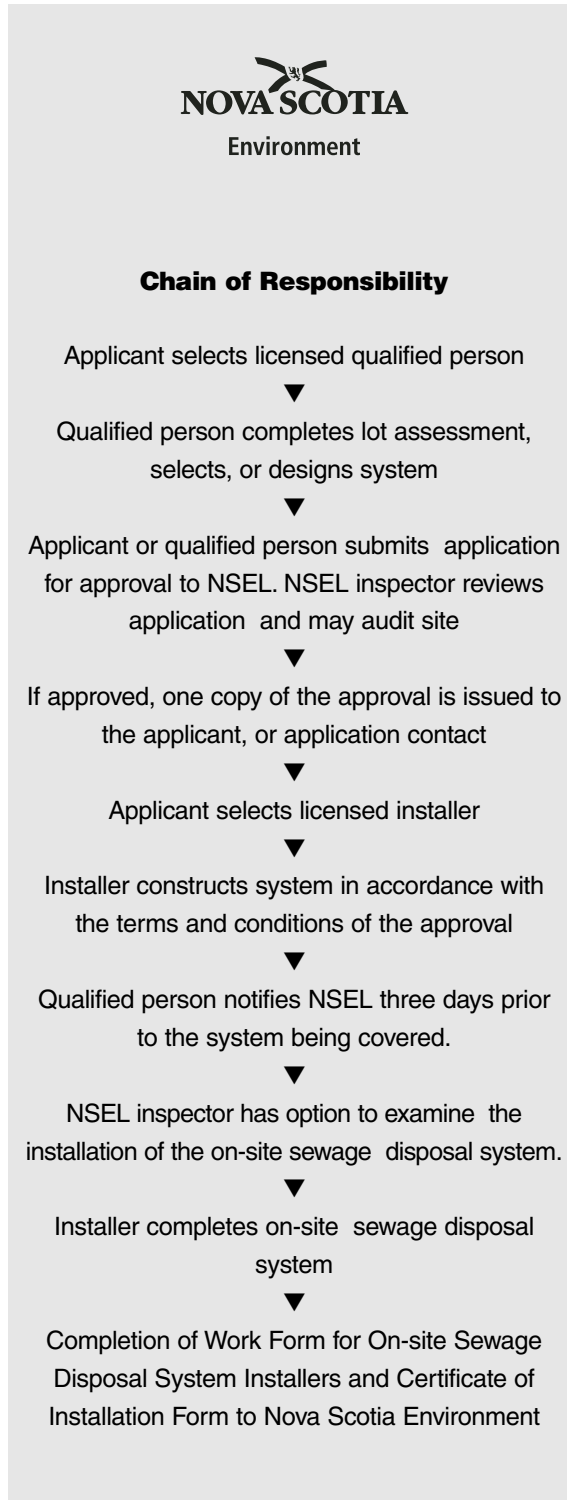 NOVA SCOTIA
Environment
Chain of Responsibility
Applicant selects licensed qualified person
▼
Qualified person completes lot assessment,
selects, or designs system
▼
Applicant or qualified person submits application
for approval to NSEL. NSEL inspector reviews
application and may audit site
▼
If approved, one copy of the approval is issued to
the applicant, or application contact
▼
Applicant selects licensed installer
▼
Installer constructs system in accordance with
the terms and conditions of the approval
▼
Qualified person notifies NSEL three days prior
to the system being covered.
▼
NSEL inspector has option to examine the
installation of the on-site sewage disposal system.
▼
Installer completes on-site sewage disposal
system
▼
Completion of Work Form for On-site Sewage
Disposal System Installers and Certificate of
Installation Form to Nova Scotia Environment